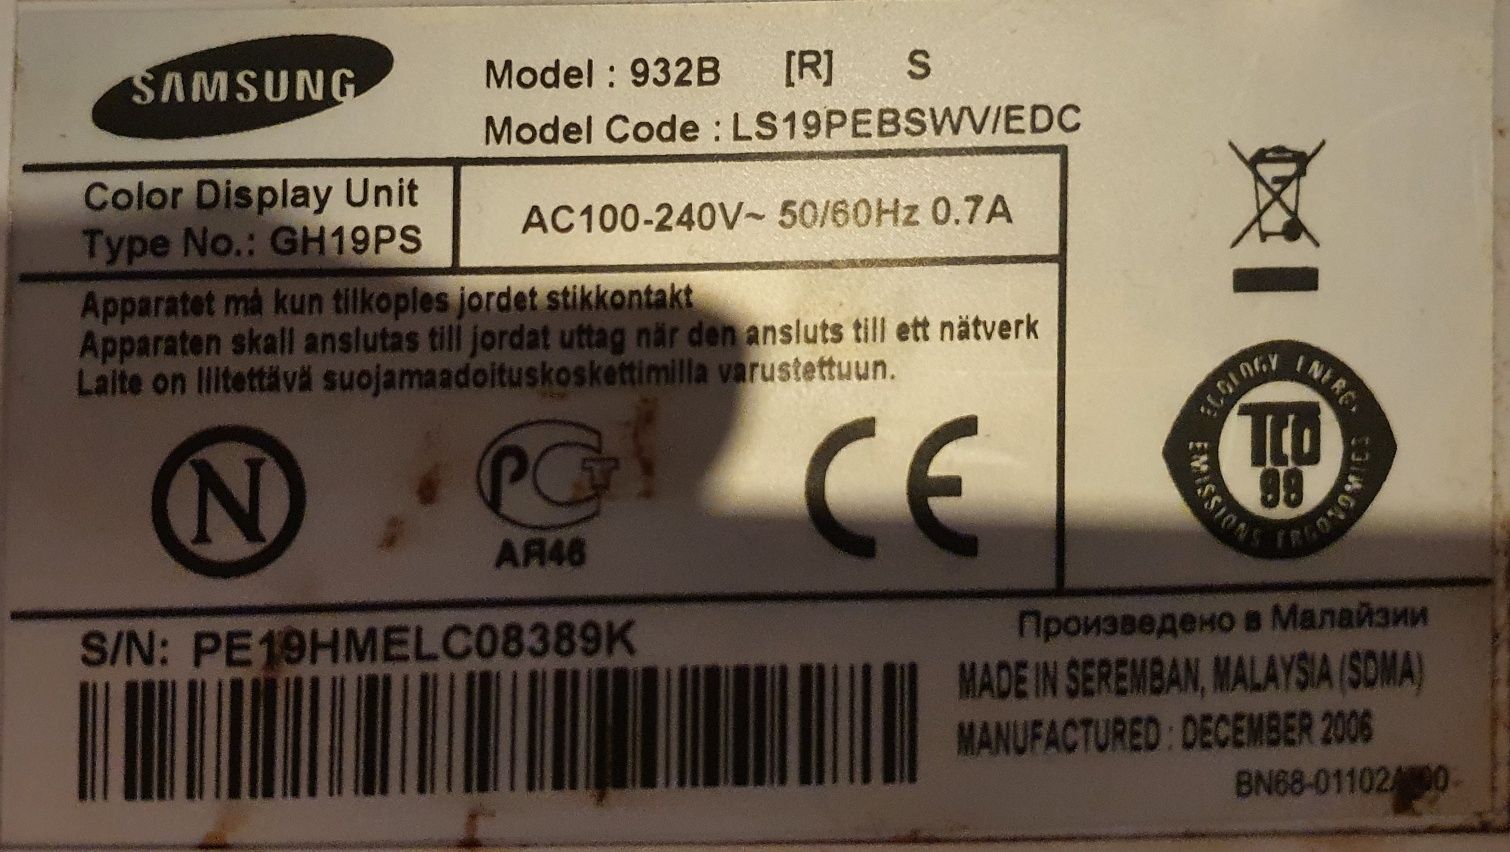 SAMSUNG
Model : 932B [R] S
Model Code : LS19PEBSWV/EDC
Color Display Unit
Type No.: GH19PS
AC100-240V~ 50/60Hz 0.7A
Apparatet må kun tilkoples jordet stikkontakt
Apparaten skall anslutas till jordat uttag när den ansluts till ett nätverk
Laite on liitettävä suojamaadoituskoskettimilla varustettuun.
N
PCT
АЯ46
CE
ECOLOGY ENERGY
TCO
99
EMISSIONS ERGONOMICS
S/N: PE19HMELC08389K
Произведено в Малайзии
MADE IN SEREMBAN, MALAYSIA (SDMA)
MANUFACTURED : DECEMBER 2006